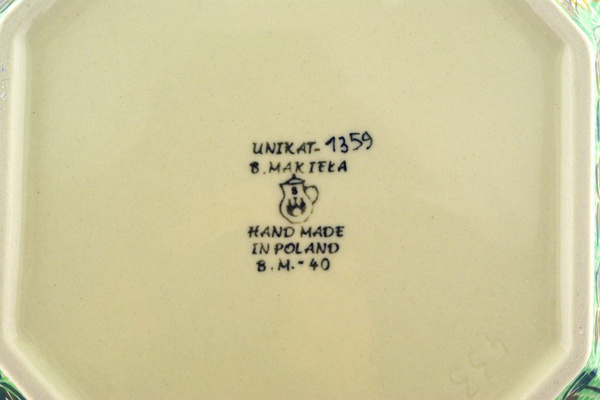 UNIKAT-1359
B. MAKIEŁA
B
HAND MADE
IN POLAND
B.M.-40